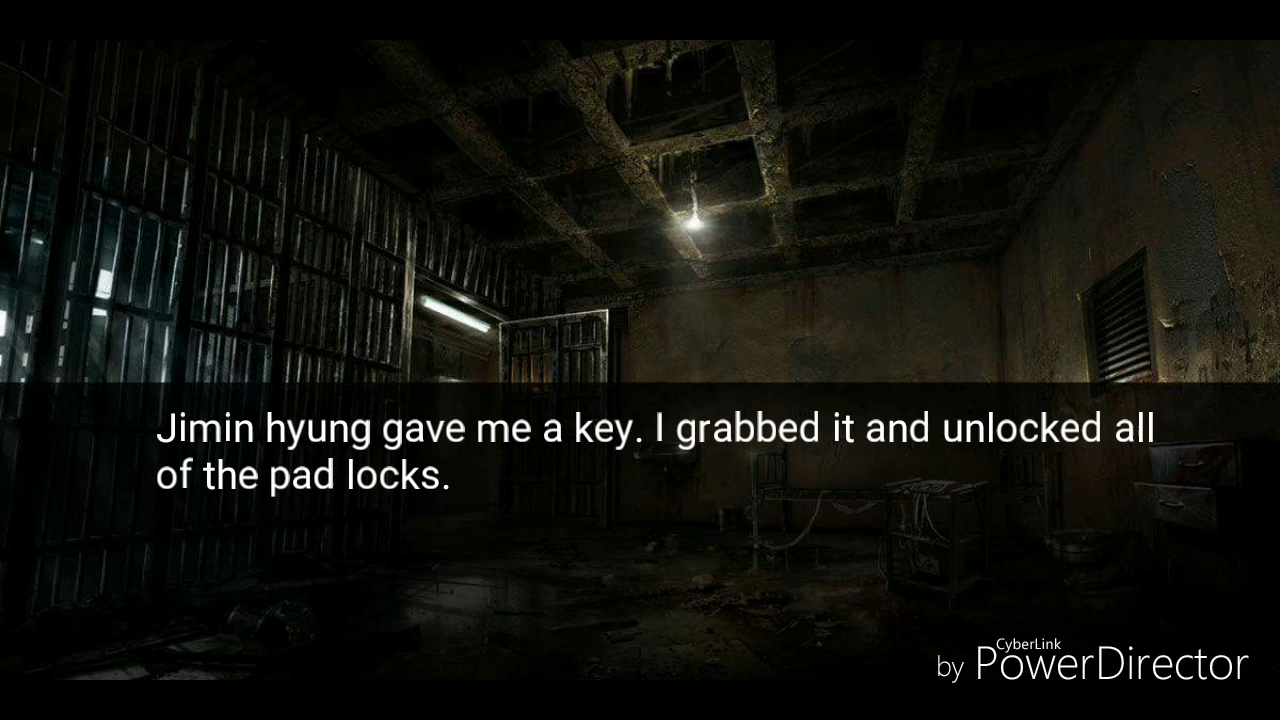 Jimin hyung gave me a key. I grabbed it and unlocked all
of the pad locks.
CyberLink
by PowerDirector